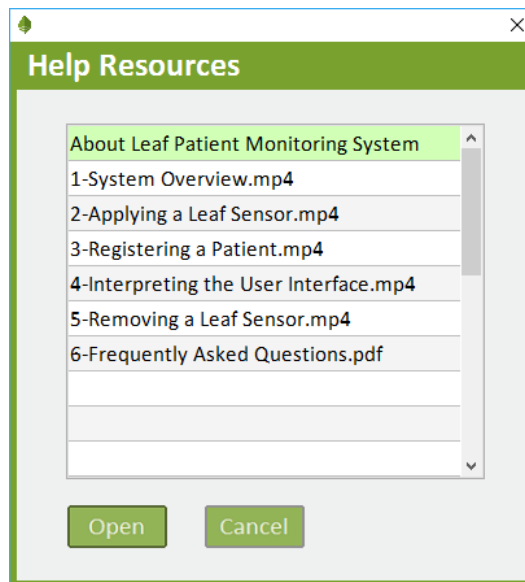 Help Resources
About Leaf Patient Monitoring System
1-System Overview.mp4
2-Applying a Leaf Sensor.mp4
3-Registering a Patient.mp4
4-Interpreting the User Interface.mp4
5-Removing a Leaf Sensor.mp4
6-Frequently Asked Questions.pdf
Open Cancel